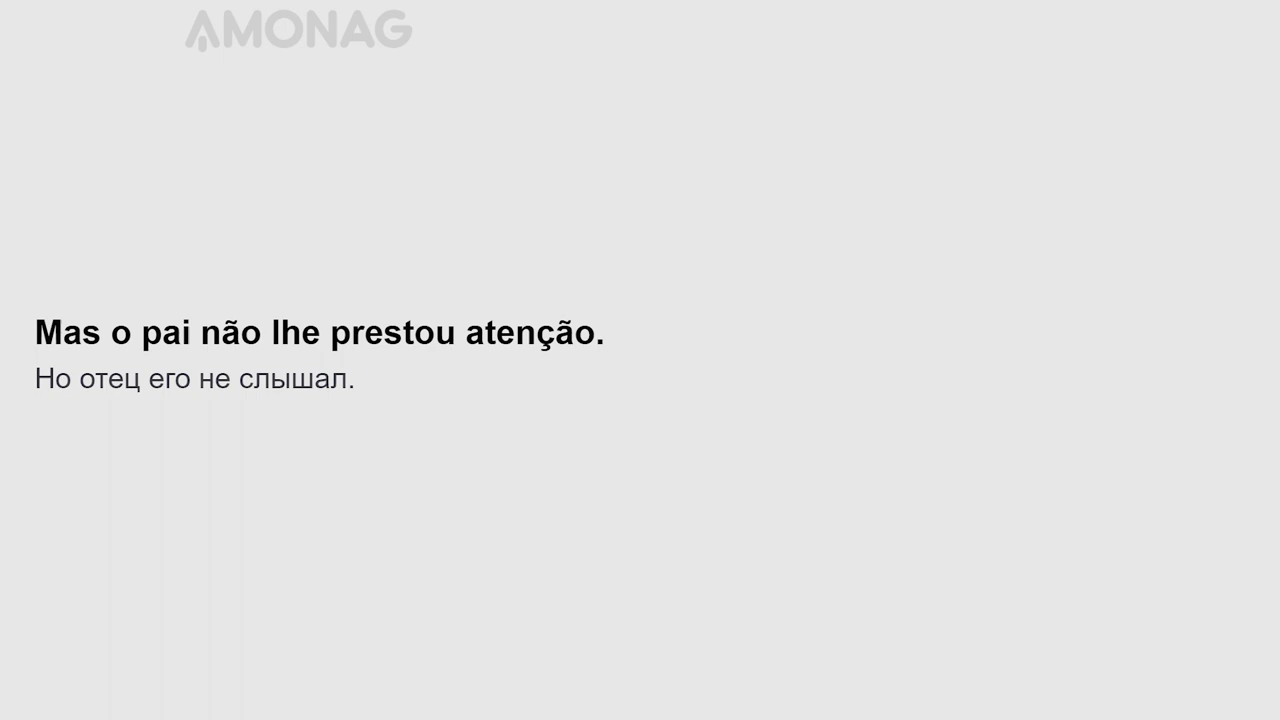 AMONAG
Mas o pai não lhe prestou atenção.
Но отец его не слышал.